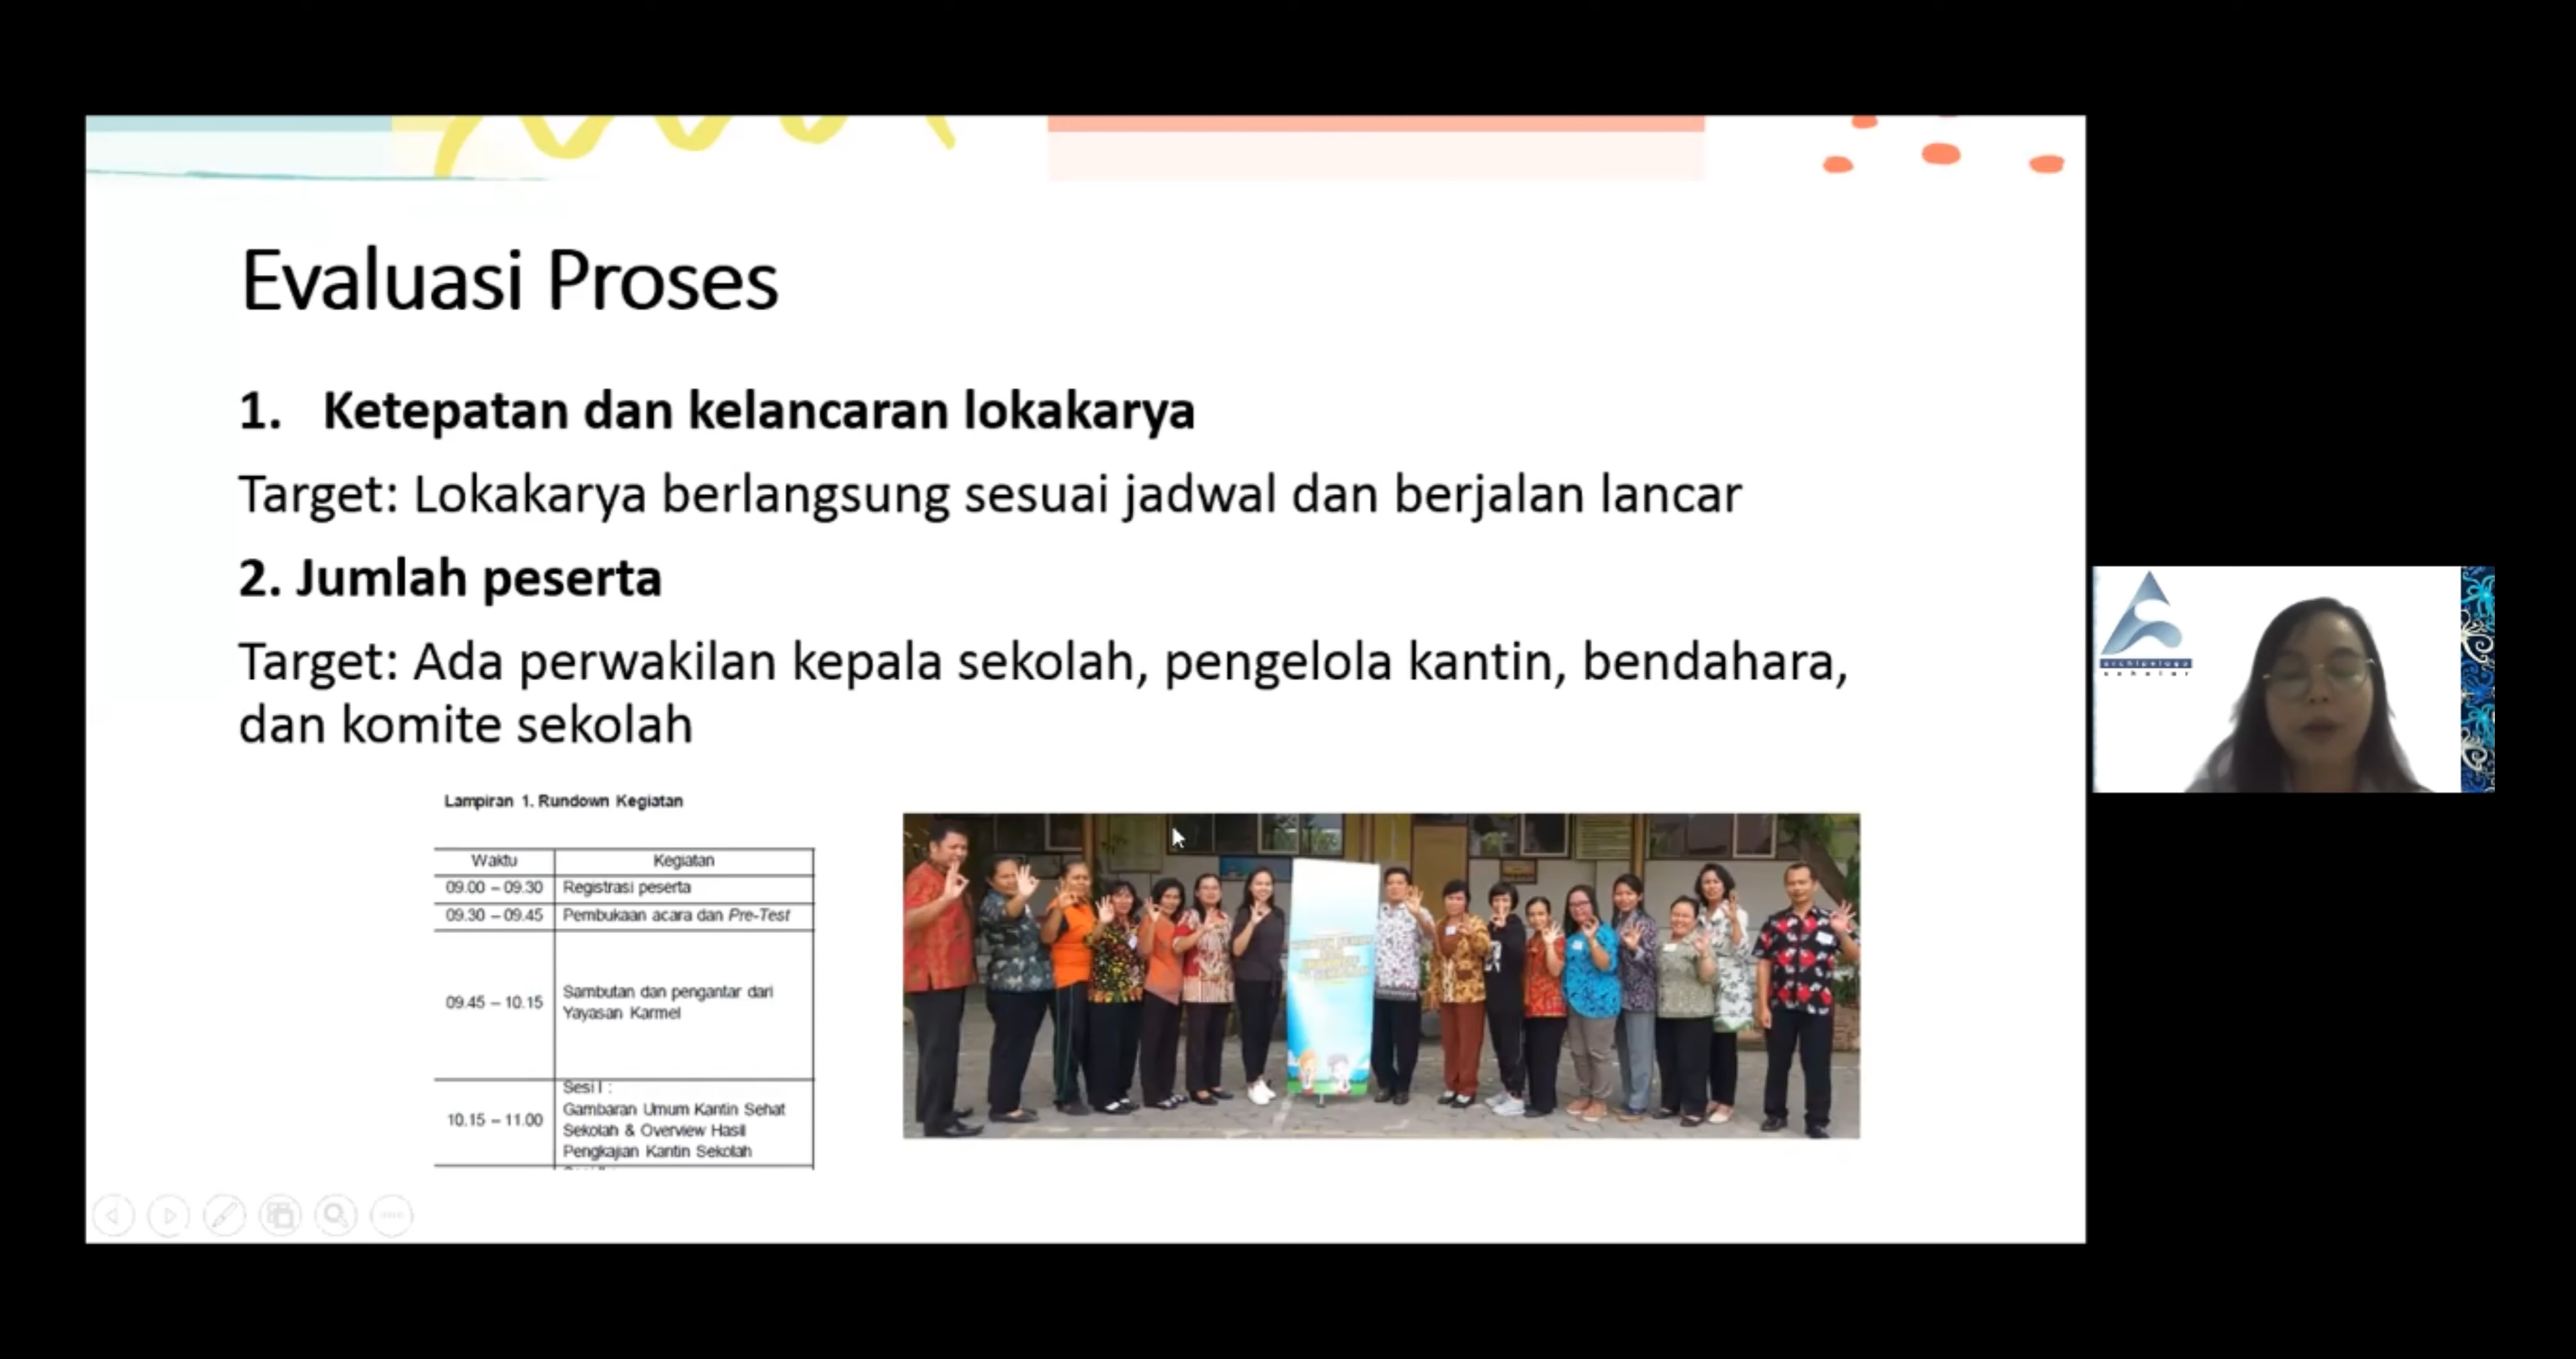 Evaluasi Proses
1. Ketepatan dan kelancaran lokakarya
Target: Lokakarya berlangsung sesuai jadwal dan berjalan lancar
2. Jumlah peserta
Target: Ada perwakilan kepala sekolah, pengelola kantin, bendahara,
dan komite sekolah
Lampiran 1. Rundown Kegiatan
Waktu Kegiatan
09.00 – 09.30 Registrasi peserta
09.30 – 09.45 Pembukaan acara dan Pre-Test
09.45 – 10.15 Sambutan dan pengantar dari
Yayasan Karmel
10.15 – 11.00 Sesi I :
Gambaran Umum Kantin Sehat
Sekolah & Overview Hasil
Pengkajian Kantin Sekolah
archipelago
scholar